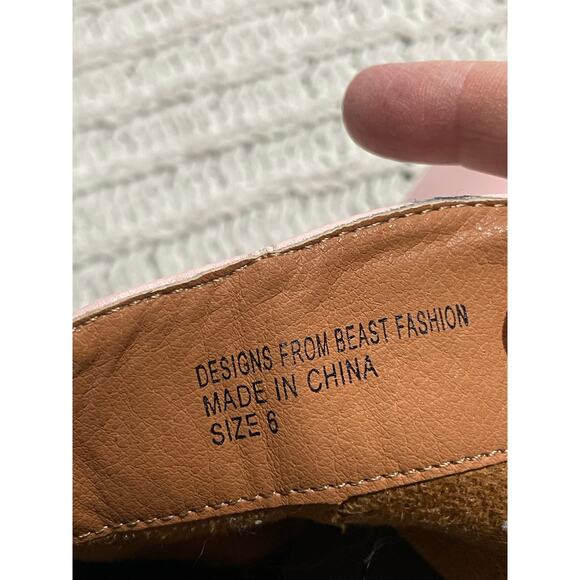 DESIGNS FROM BEAST FASHION
MADE IN CHINA
SIZE 6